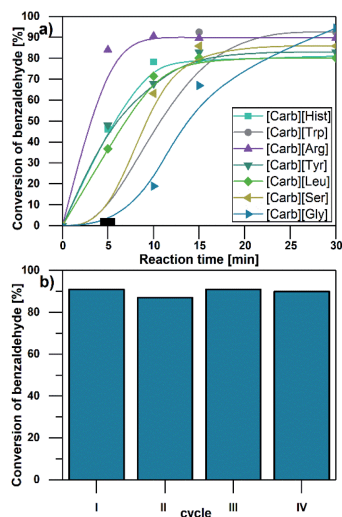 a)
Conversion of benzaldehyde [%]
100
90
80
70
60
50
40
30
20
10
0
[Carb][Hist]
[Carb][Trp]
[Carb][Arg]
[Carb][Tyr]
[Carb][Leu]
[Carb][Ser]
[Carb][Gly]
0 5 10 15 20 25 30
Reaction time [min]
b)
Conversion of benzaldehyde [%]
100
80
60
40
20
0
I II III IV
cycle